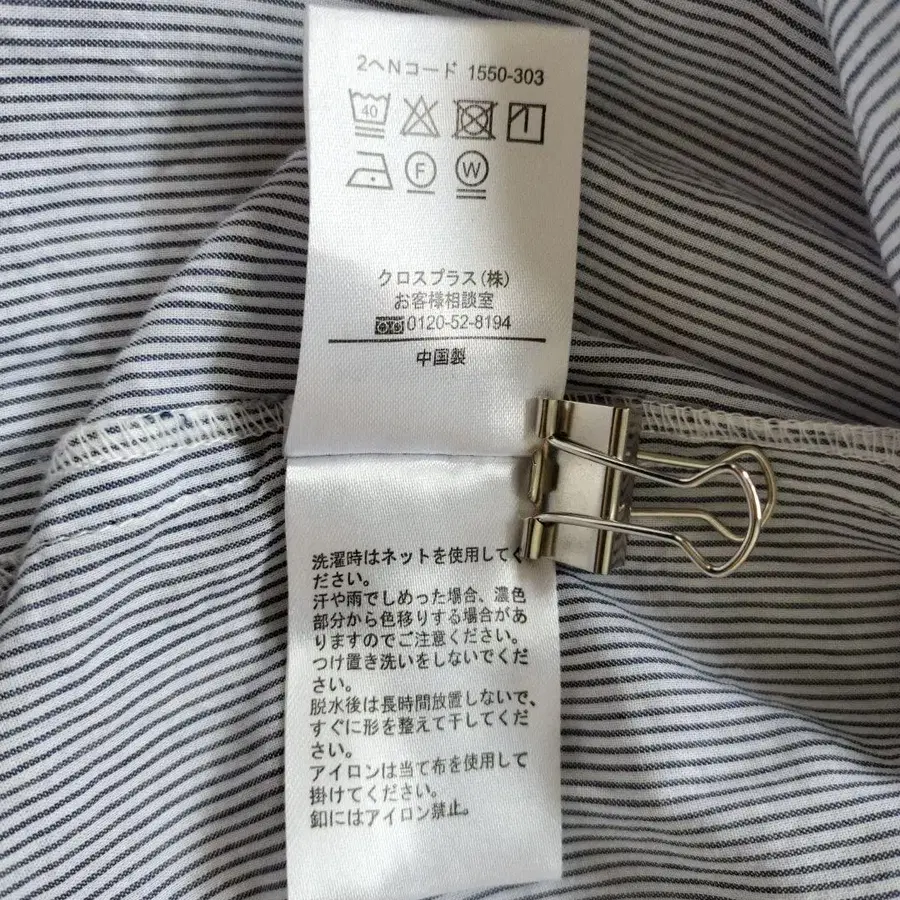 2ヘNコード 1550-303
40
F W
クロスプラス(株)
お客様相談室
0120-52-8194
中国製
洗濯時はネットを使用してく
ださい。
汗や雨でしめった場合、濃色
部分から色移りする場合があ
りますのでご注意ください。
つけ置き洗いをしないでくだ
さい。
脱水後は長時間放置しないで、
すぐに形を整えて干してくだ
さい。
アイロンは当て布を使用して
掛けてください。
釦にはアイロン禁止。